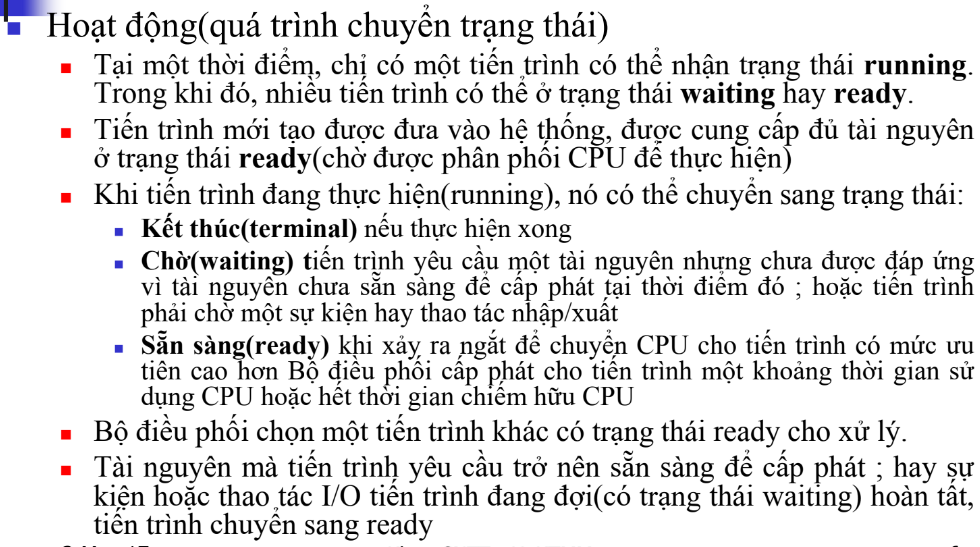 Hoạt động(quá trình chuyển trạng thái)
Tại một thời điểm, chỉ có một tiến trình có thể nhận trạng thái running.
Trong khi đó, nhiều tiến trình có thể ở trạng thái waiting hay ready.
Tiến trình mới tạo được đưa vào hệ thống, được cung cấp đủ tài nguyên
ở trạng thái ready(chờ được phân phối CPU để thực hiện)
Khi tiến trình đang thực hiện(running), nó có thể chuyển sang trạng thái:
Kết thúc(terminal) nếu thực hiện xong
Chờ(waiting) tiến trình yêu cầu một tài nguyên nhưng chưa được đáp ứng
vì tài nguyên chưa sẵn sàng để cấp phát tại thời điểm đó ; hoặc tiến trình
phải chờ một sự kiện hay thao tác nhập/xuất
Sẵn sàng(ready) khi xảy ra ngắt để chuyển CPU cho tiến trình có mức ưu
tiên cao hơn Bộ điều phối cấp phát cho tiến trình một khoảng thời gian sử
dụng CPU hoặc hết thời gian chiếm hữu CPU
Bộ điều phối chọn một tiến trình khác có trạng thái ready cho xử lý.
Tài nguyên mà tiến trình yêu cầu trở nên sẵn sàng để cấp phát ; hay sự
kiện hoặc thao tác I/O tiến trình đang đợi(có trạng thái waiting) hoàn tất,
tiến trình chuyển sang ready